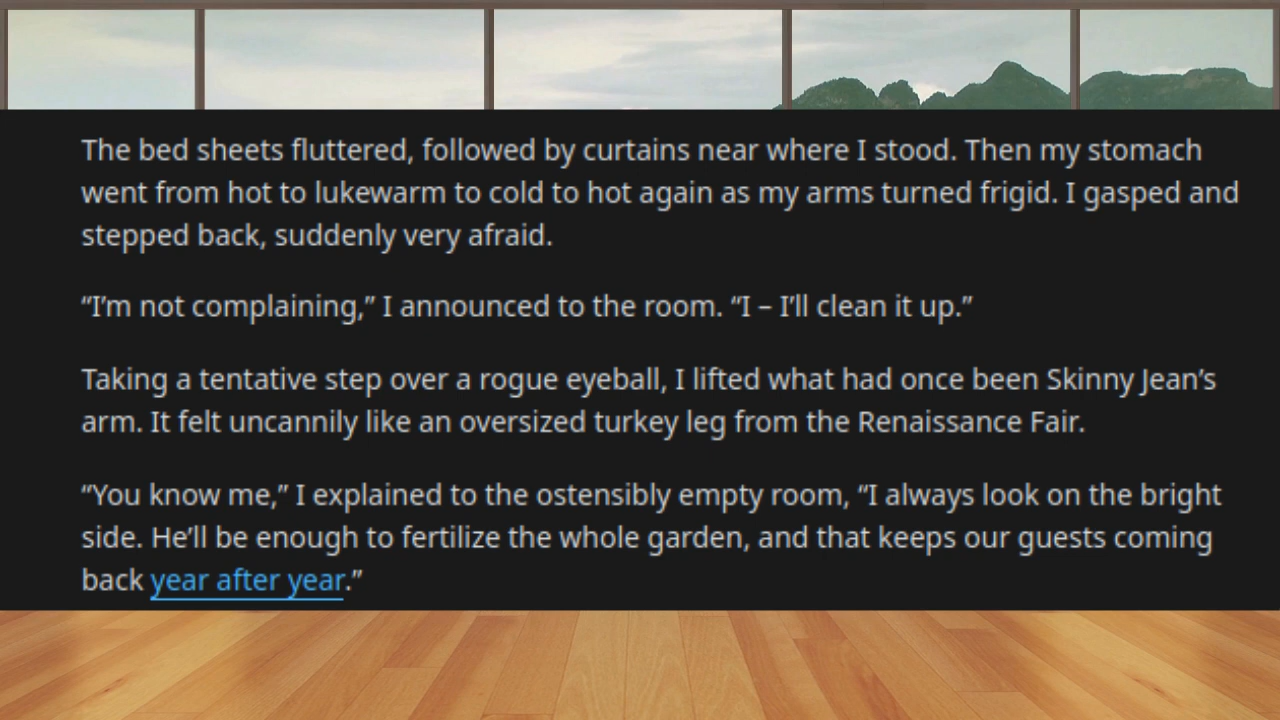 The bed sheets fluttered, followed by curtains near where I stood. Then my stomach
went from hot to lukewarm to cold to hot again as my arms turned frigid. I gasped and
stepped back, suddenly very afraid.
“I’m not complaining,” I announced to the room. “I – I’ll clean it up.”
Taking a tentative step over a rogue eyeball, I lifted what had once been Skinny Jean’s
arm. It felt uncannily like an oversized turkey leg from the Renaissance Fair.
“You know me,” I explained to the ostensibly empty room, “I always look on the bright
side. He’ll be enough to fertilize the whole garden, and that keeps our guests coming
back year after year.”